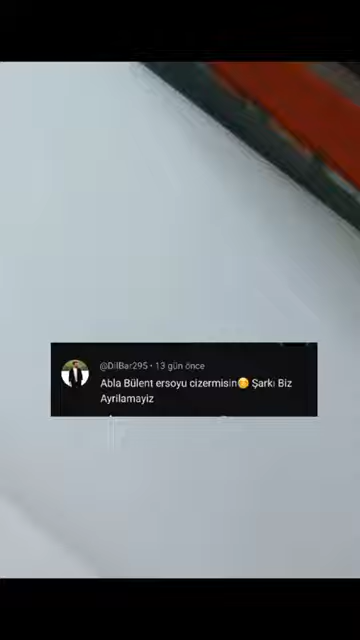 @DilBar295 • 13 gün önce
Abla Bülent ersoyu cizermisin😋 Şarkı Biz
Ayrilamayiz